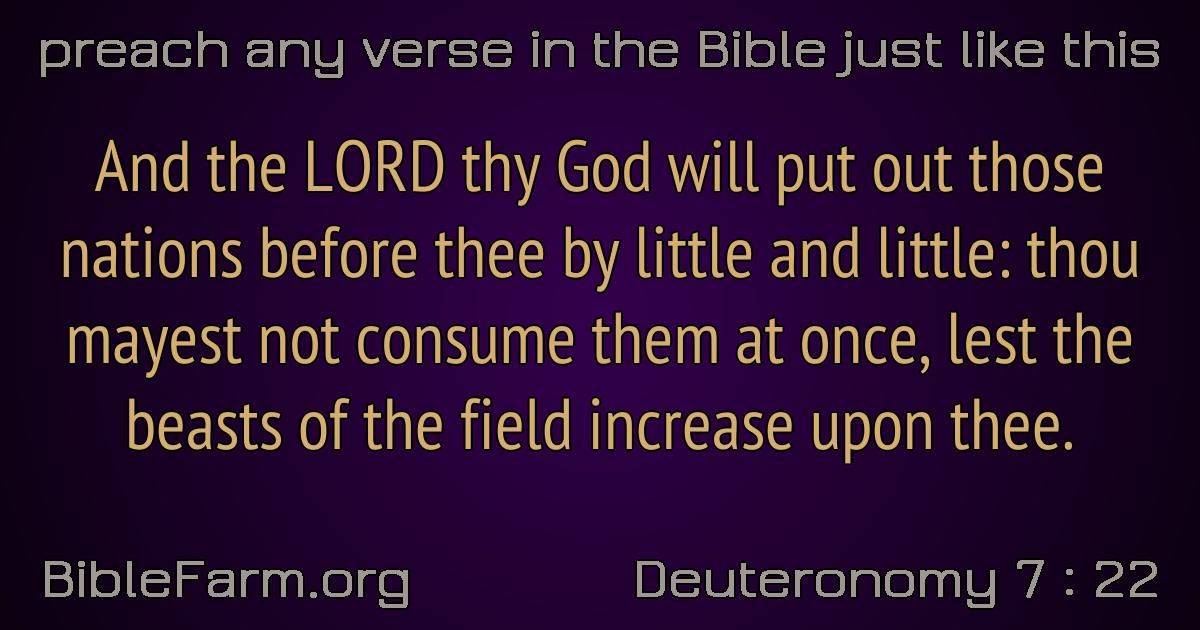 preach any verse in the Bible just like this
And the LORD thy God will put out those
nations before thee by little and little: thou
mayest not consume them at once, lest the
beasts of the field increase upon thee.
BibleFarm.org
Deuteronomy 7 : 22